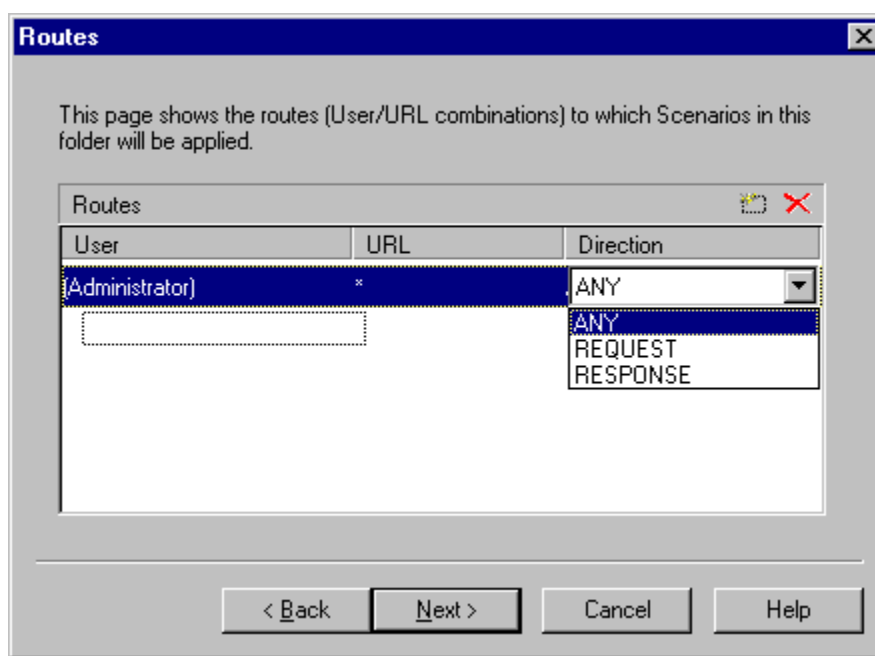 Routes
This page shows the routes (User/URL combinations) to which Scenarios in this
folder will be applied.
Routes
User URL Direction
(Administrator) * ANY
ANY
REQUEST
RESPONSE
< Back Next > Cancel Help